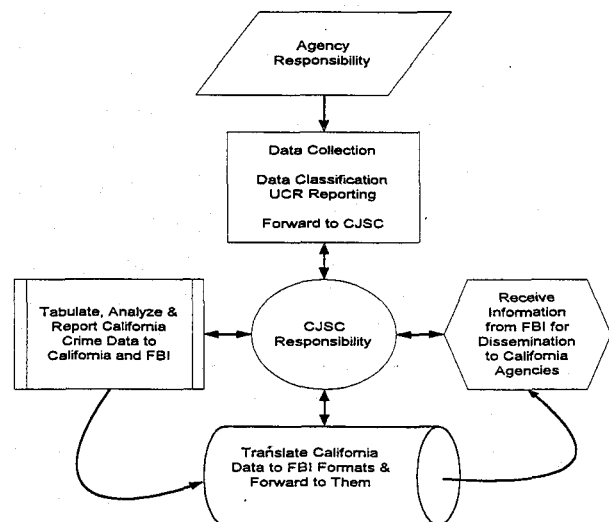 Agency
Responsibility
Data Collection
Data Classification
UCR Reporting
Forward to CJSC
Tabulate, Analyze &
Report California
Crime Data to
California and FBI
CJSC
Responsibility
Receive
Information
from FBI for
Dissemination
to California
Agencies
Translate California
Data to FBI Formats &
Forward to Them